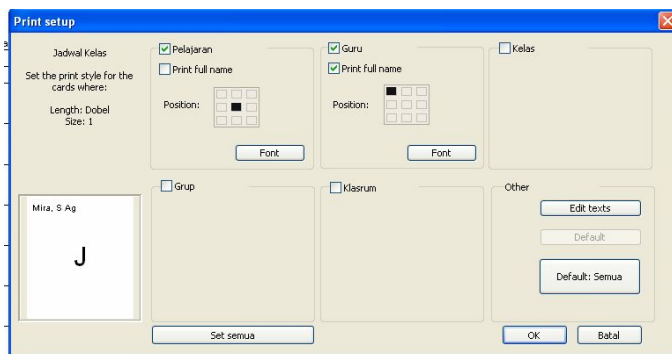 Print setup
Jadwal Kelas
Set the print style for the
cards where:
Length: Dobel
Size: 1
Pelajaran
Print full name
Position:
Font
Guru
Print full name
Position:
Font
Kelas
Mira, S Ag
J
Grup
Klasrum
Other
Edit texts
Default
Default: Semua
Set semua
OK
Batal